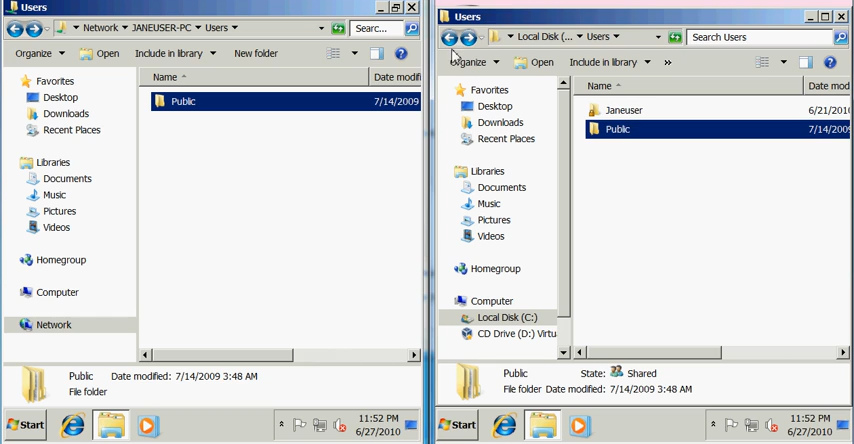 Users
Network ▸ JANEUSER-PC ▸ Users ▸
Searc...
Organize
Open
Include in library
New folder
Name
Date modifi
Favorites
Desktop
Downloads
Recent Places
Libraries
Documents
Music
Pictures
Videos
Homegroup
Computer
Network
Public
7/14/2009
Public
Date modified: 7/14/2009 3:48 AM
File folder
Start
11:52 PM
6/27/2010
Users
Local Disk (... ▸ Users ▸
Search Users
Organize
Open
Include in library
»
Name
Date mod
Favorites
Desktop
Downloads
Recent Places
Libraries
Documents
Music
Pictures
Videos
Homegroup
Computer
Local Disk (C:)
CD Drive (D:) Virtu
Janeuser
6/21/2010
Public
7/14/2009
Public
State:
Shared
File folder
Date modified: 7/14/2009 3:48 AM
Start
11:52 PM
6/27/2010